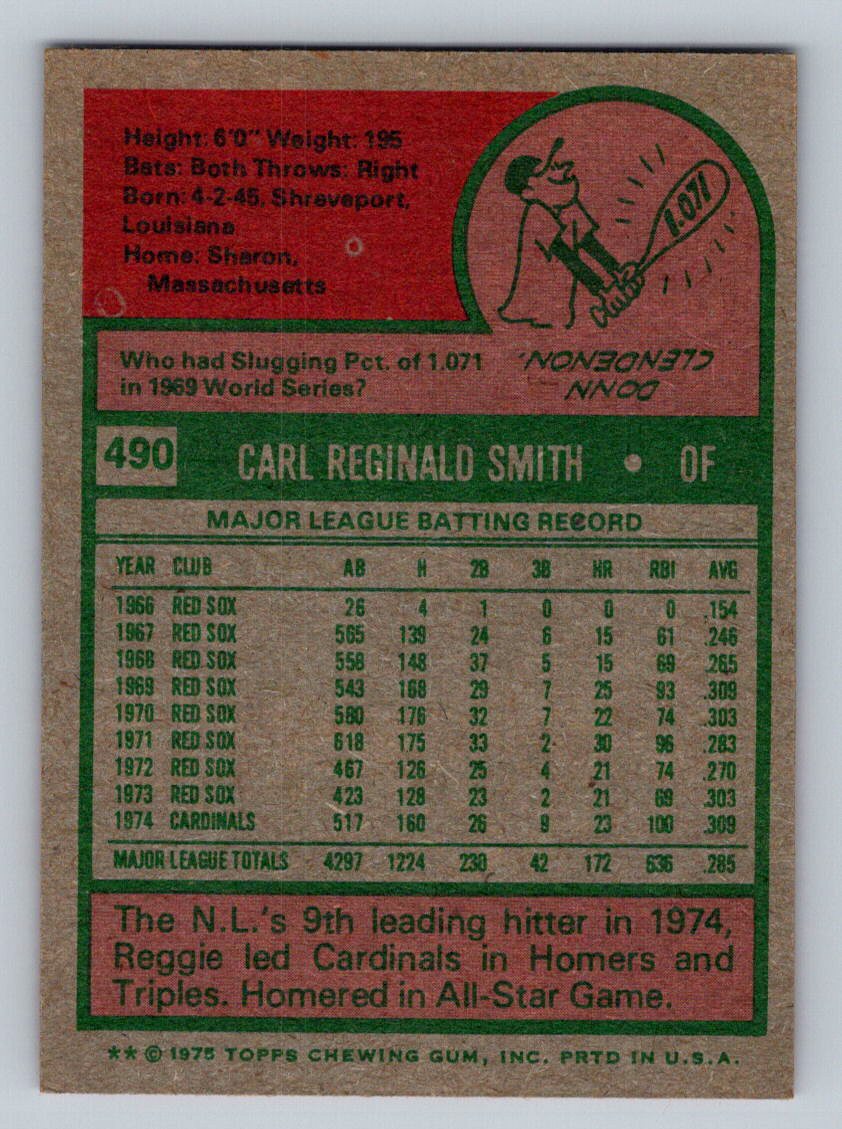 Height: 6'0" Weight: 195
Bats: Both Throws: Right
Born: 4-2-45, Shreveport,
Louisiana
Home: Sharon,
Massachusetts
1.071
Who had Slugging Pct. of 1.071
in 1969 World Series?
DONN
CLENDENON.
490 CARL REGINALD SMITH • OF
MAJOR LEAGUE BATTING RECORD
YEAR CLUB AB H 2B 3B HR RBI AVG
1966 RED SOX 26 4 1 0 0 0 .154
1967 RED SOX 565 139 24 6 15 61 .246
1968 RED SOX 558 148 37 5 15 69 .265
1969 RED SOX 543 168 29 7 25 93 .309
1970 RED SOX 580 176 32 7 22 74 .303
1971 RED SOX 618 175 33 2 30 96 .283
1972 RED SOX 467 126 25 4 21 74 .270
1973 RED SOX 423 128 23 2 21 69 .303
1974 CARDINALS 517 160 26 9 23 100 .309
MAJOR LEAGUE TOTALS 4297 1224 230 42 172 636 .285
The N.L.'s 9th leading hitter in 1974,
Reggie led Cardinals in Homers and
Triples. Homered in All-Star Game.
** © 1975 TOPPS CHEWING GUM, INC. PRTD IN U.S.A.